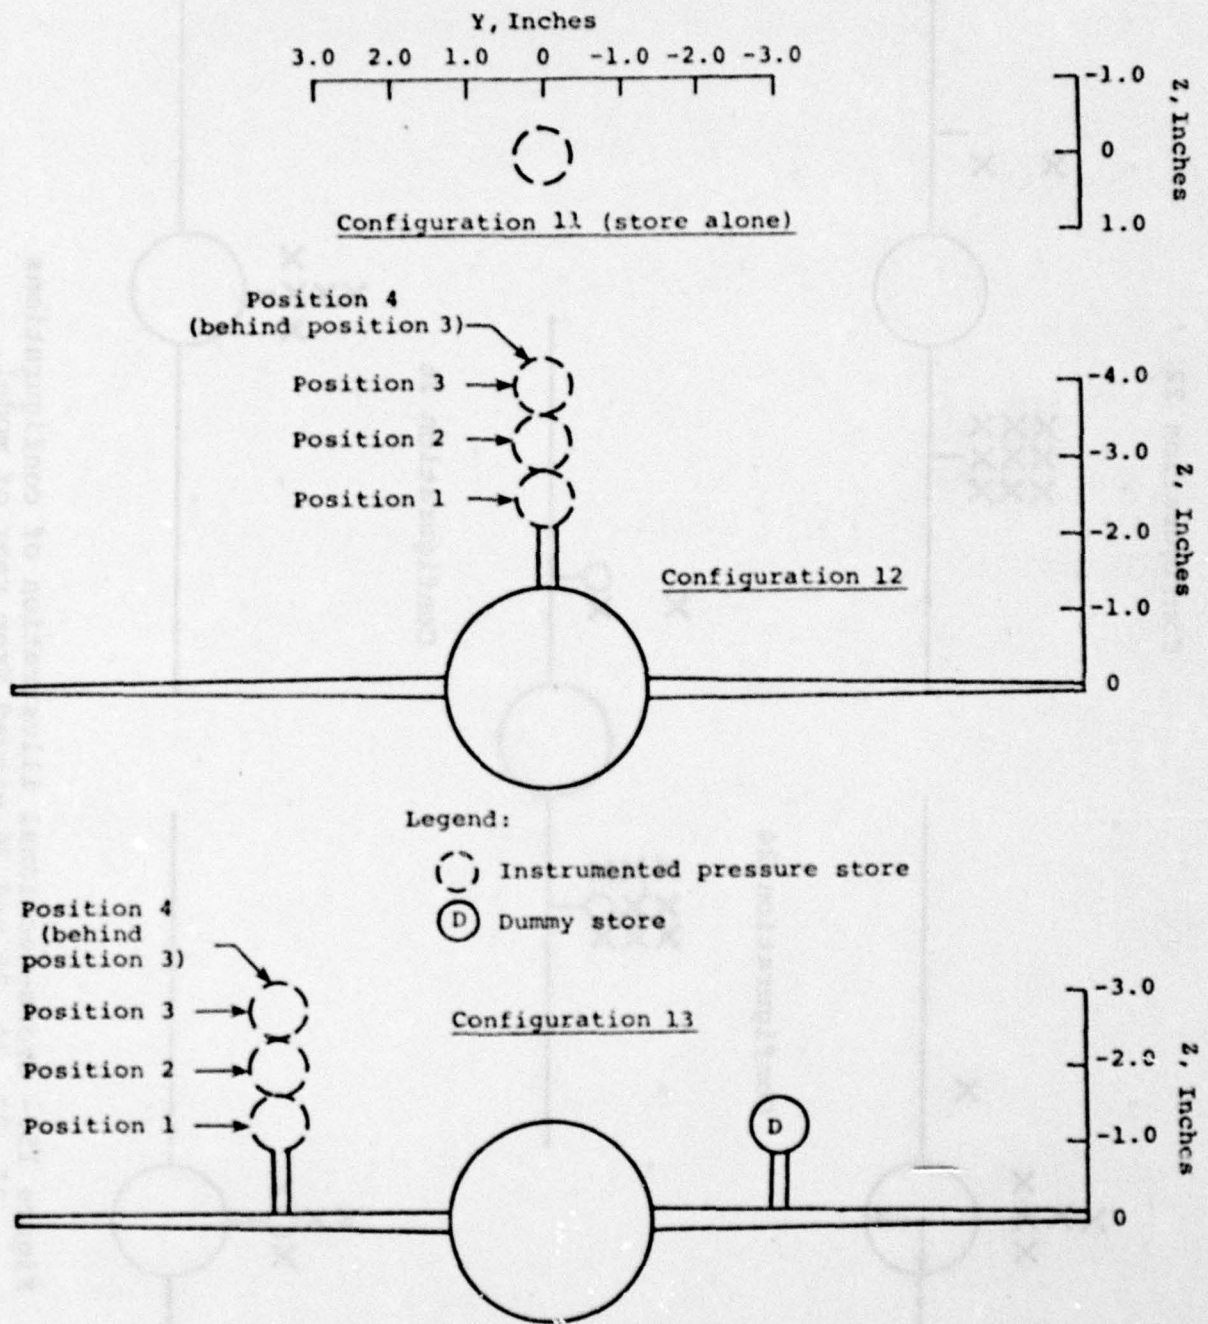 Y, Inches
3.0 2.0 1.0 0 -1.0 -2.0 -3.0
-1.0
0
1.0
Z, Inches
Configuration 11 (store alone)
Position 4
(behind position 3)
Position 3
Position 2
Position 1
-4.0
-3.0
-2.0
-1.0
0
Z, Inches
Configuration 12
Legend:
Instrumented pressure store
D Dummy store
Position 4
(behind
position 3)
Position 3
Position 2
Position 1
Configuration 13
D
-3.0
-2.0
-1.0
0
Z, Inches